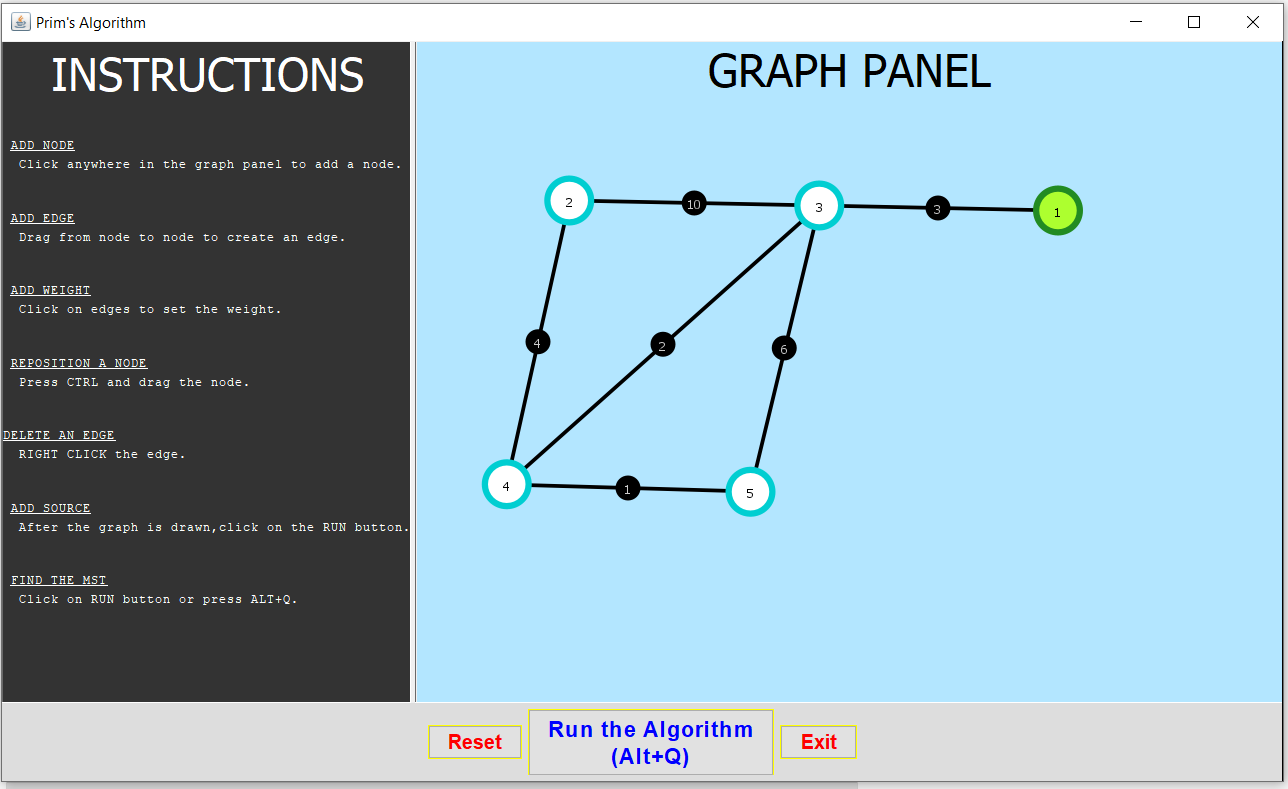 Prim's Algorithm
INSTRUCTIONS
ADD NODE
Click anywhere in the graph panel to add a node.
ADD EDGE
Drag from node to node to create an edge.
ADD WEIGHT
Click on edges to set the weight.
REPOSITION A NODE
Press CTRL and drag the node.
DELETE AN EDGE
RIGHT CLICK the edge.
ADD SOURCE
After the graph is drawn,click on the RUN button.
FIND THE MST
Click on RUN button or press ALT+Q.
GRAPH PANEL
2 10 3 3 1
4 2 6
4 1 5
Reset
Run the Algorithm
(Alt+Q)
Exit